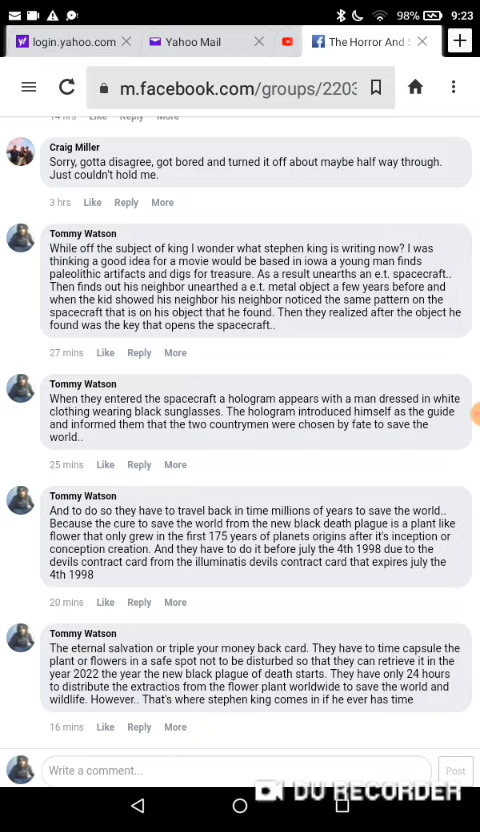 98% 9:23
login.yahoo.com
Yahoo Mail
The Horror And S
m.facebook.com/groups/2203
14 hrs Like Reply More
Craig Miller
Sorry, gotta disagree, got bored and turned it off about maybe half way through.
Just couldn't hold me.
3 hrs Like Reply More
Tommy Watson
While off the subject of king I wonder what stephen king is writing now? I was
thinking a good idea for a movie would be based in iowa a young man finds
paleolithic artifacts and digs for treasure. As a result unearths an e.t. spacecraft..
Then finds out his neighbor unearthed a e.t. metal object a few years before and
when the kid showed his neighbor his neighbor noticed the same pattern on the
spacecraft that is on his object that he found. Then they realized after the object he
found was the key that opens the spacecraft..
27 mins Like Reply More
Tommy Watson
When they entered the spacecraft a hologram appears with a man dressed in white
clothing wearing black sunglasses. The hologram introduced himself as the guide
and informed them that the two countrymen were chosen by fate to save the
world..
25 mins Like Reply More
Tommy Watson
And to do so they have to travel back in time millions of years to save the world..
Because the cure to save the world from the new black death plague is a plant like
flower that only grew in the first 175 years of planets origins after it's inception or
conception creation. And they have to do it before july the 4th 1998 due to the
devils contract card from the illuminatis devils contract card that expires july the
4th 1998
20 mins Like Reply More
Tommy Watson
The eternal salvation or triple your money back card. They have to time capsule the
plant or flowers in a safe spot not to be disturbed so that they can retrieve it in the
year 2022 the year the new black plague of death starts. They have only 24 hours
to distribute the extractios from the flower plant worldwide to save the world and
wildlife. However.. That's where stephen king comes in if he ever has time
16 mins Like Reply More
Write a comment...
Post
DU RECORDER